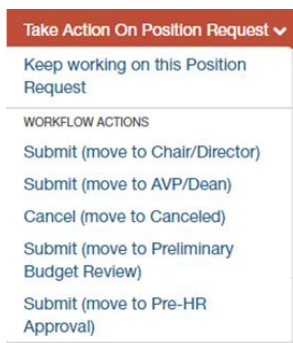 Take Action On Position Request
Keep working on this Position
Request
WORKFLOW ACTIONS
Submit (move to Chair/Director)
Submit (move to AVP/Dean)
Cancel (move to Canceled)
Submit (move to Preliminary
Budget Review)
Submit (move to Pre-HR
Approval)